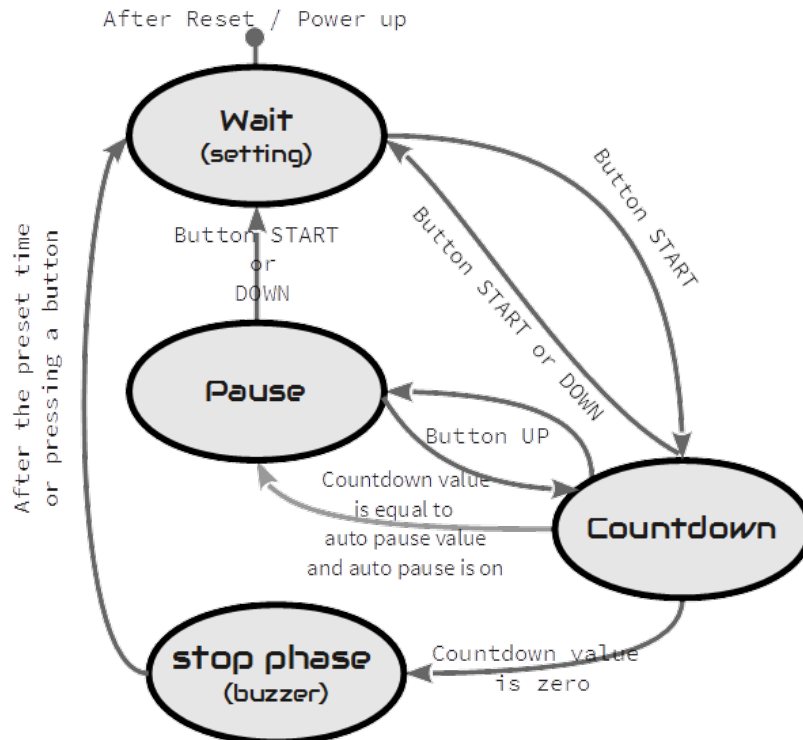 After Reset / Power up
Wait
(setting)
Button START
Button START or DOWN
Button START
or
DOWN
After the preset time
or pressing a button
Pause
Button UP
Countdown value
is equal to
auto pause value
and auto pause is on
Countdown
stop phase
(buzzer)
Countdown value
is zero